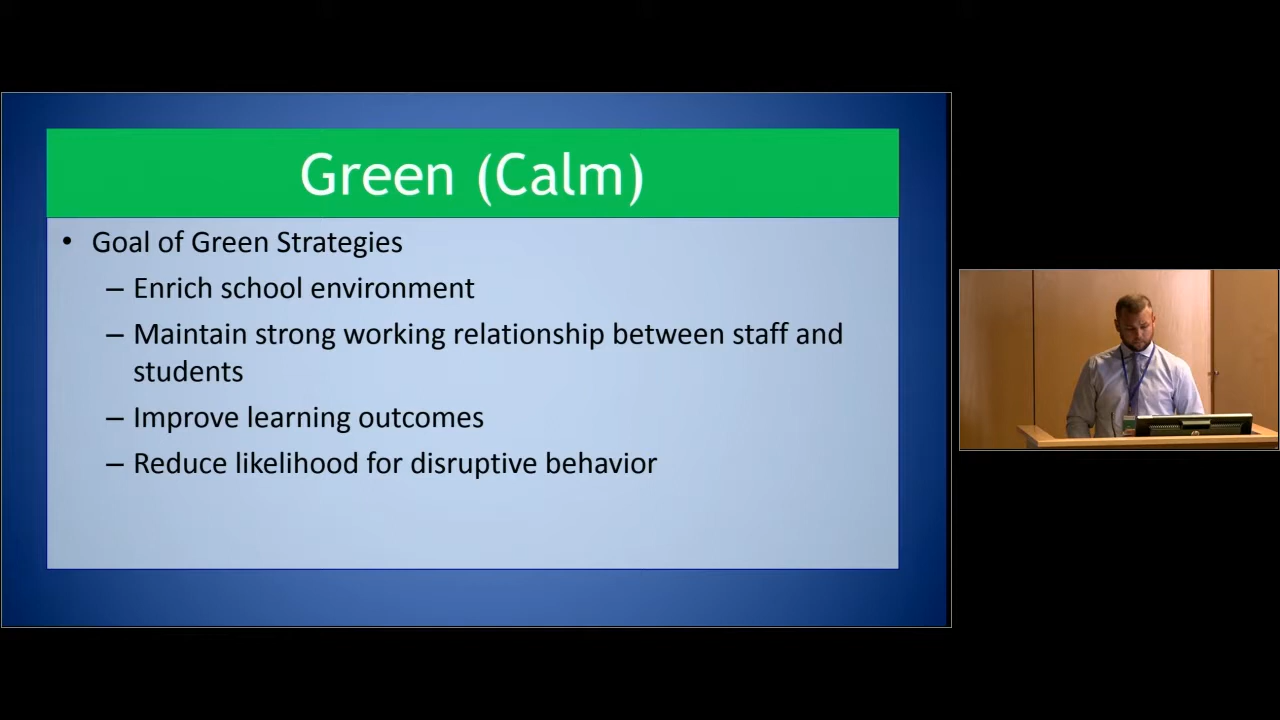 Green (Calm)
• Goal of Green Strategies
– Enrich school environment
– Maintain strong working relationship between staff and
students
– Improve learning outcomes
– Reduce likelihood for disruptive behavior